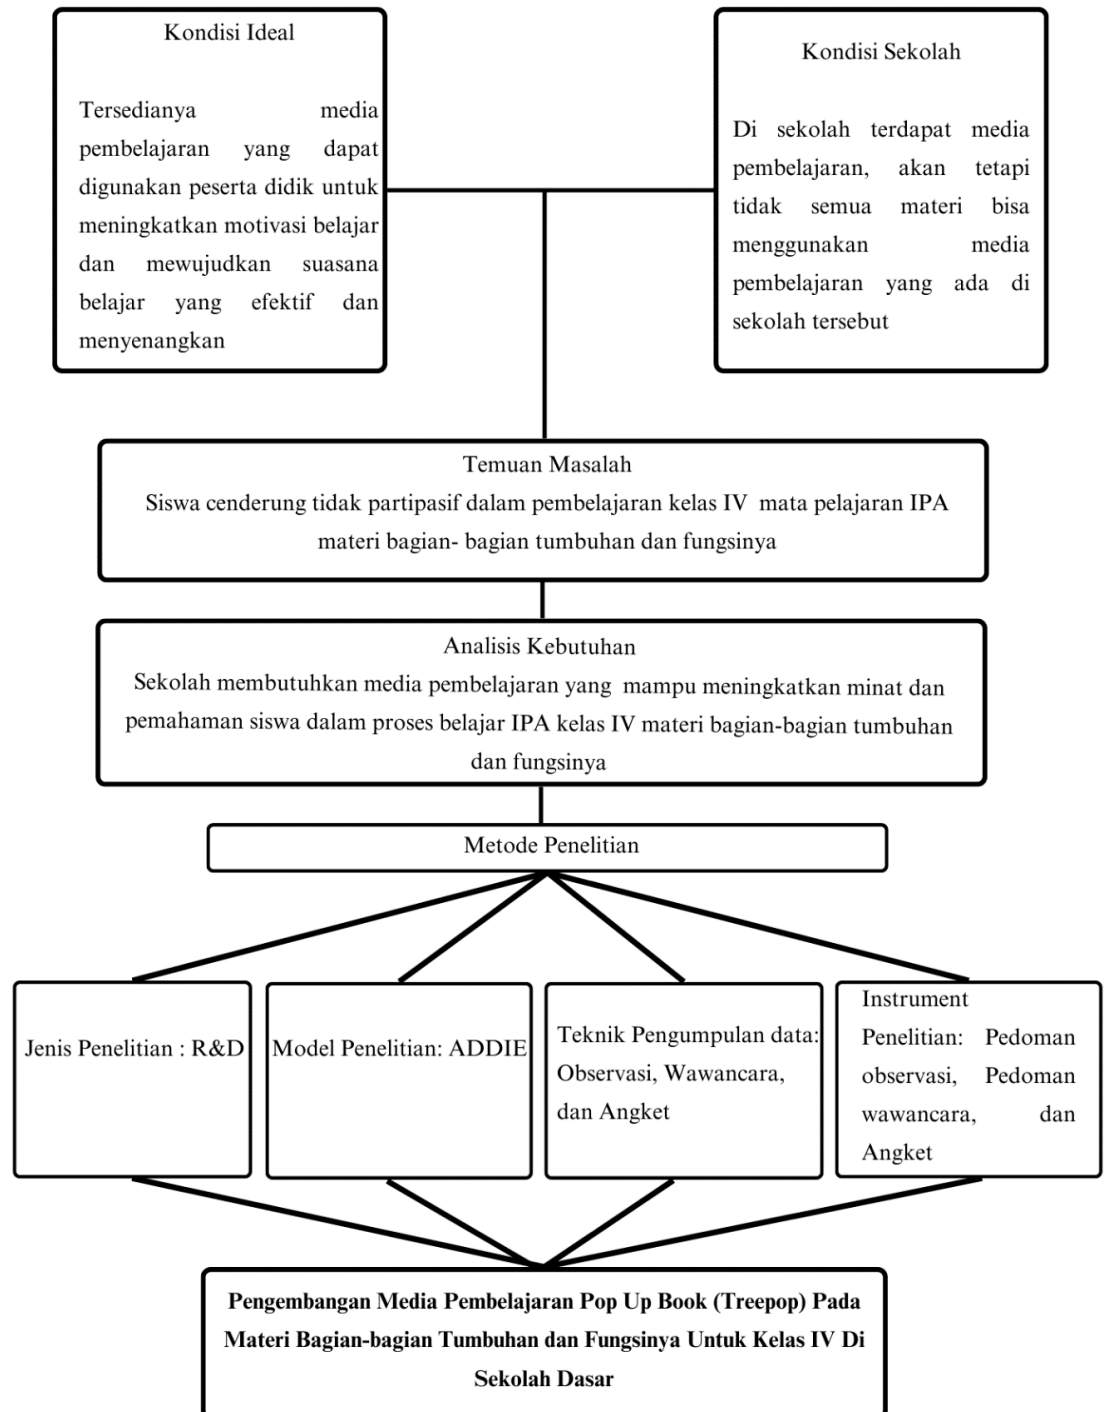 Kondisi Ideal
Tersedianya media
pembelajaran yang dapat
digunakan peserta didik untuk
meningkatkan motivasi belajar
dan mewujudkan suasana
belajar yang efektif dan
menyenangkan
Kondisi Sekolah
Di sekolah terdapat media
pembelajaran, akan tetapi
tidak semua materi bisa
menggunakan media
pembelajaran yang ada di
sekolah tersebut
Temuan Masalah
Siswa cenderung tidak partipasif dalam pembelajaran kelas IV mata pelajaran IPA
materi bagian- bagian tumbuhan dan fungsinya
Analisis Kebutuhan
Sekolah membutuhkan media pembelajaran yang mampu meningkatkan minat dan
pemahaman siswa dalam proses belajar IPA kelas IV materi bagian-bagian tumbuhan
dan fungsinya
Metode Penelitian
Jenis Penelitian : R&D
Model Penelitian: ADDIE
Teknik Pengumpulan data:
Observasi, Wawancara,
dan Angket
Instrument
Penelitian: Pedoman
observasi, Pedoman
wawancara, dan
Angket
Pengembangan Media Pembelajaran Pop Up Book (Treepop) Pada
Materi Bagian-bagian Tumbuhan dan Fungsinya Untuk Kelas IV Di
Sekolah Dasar